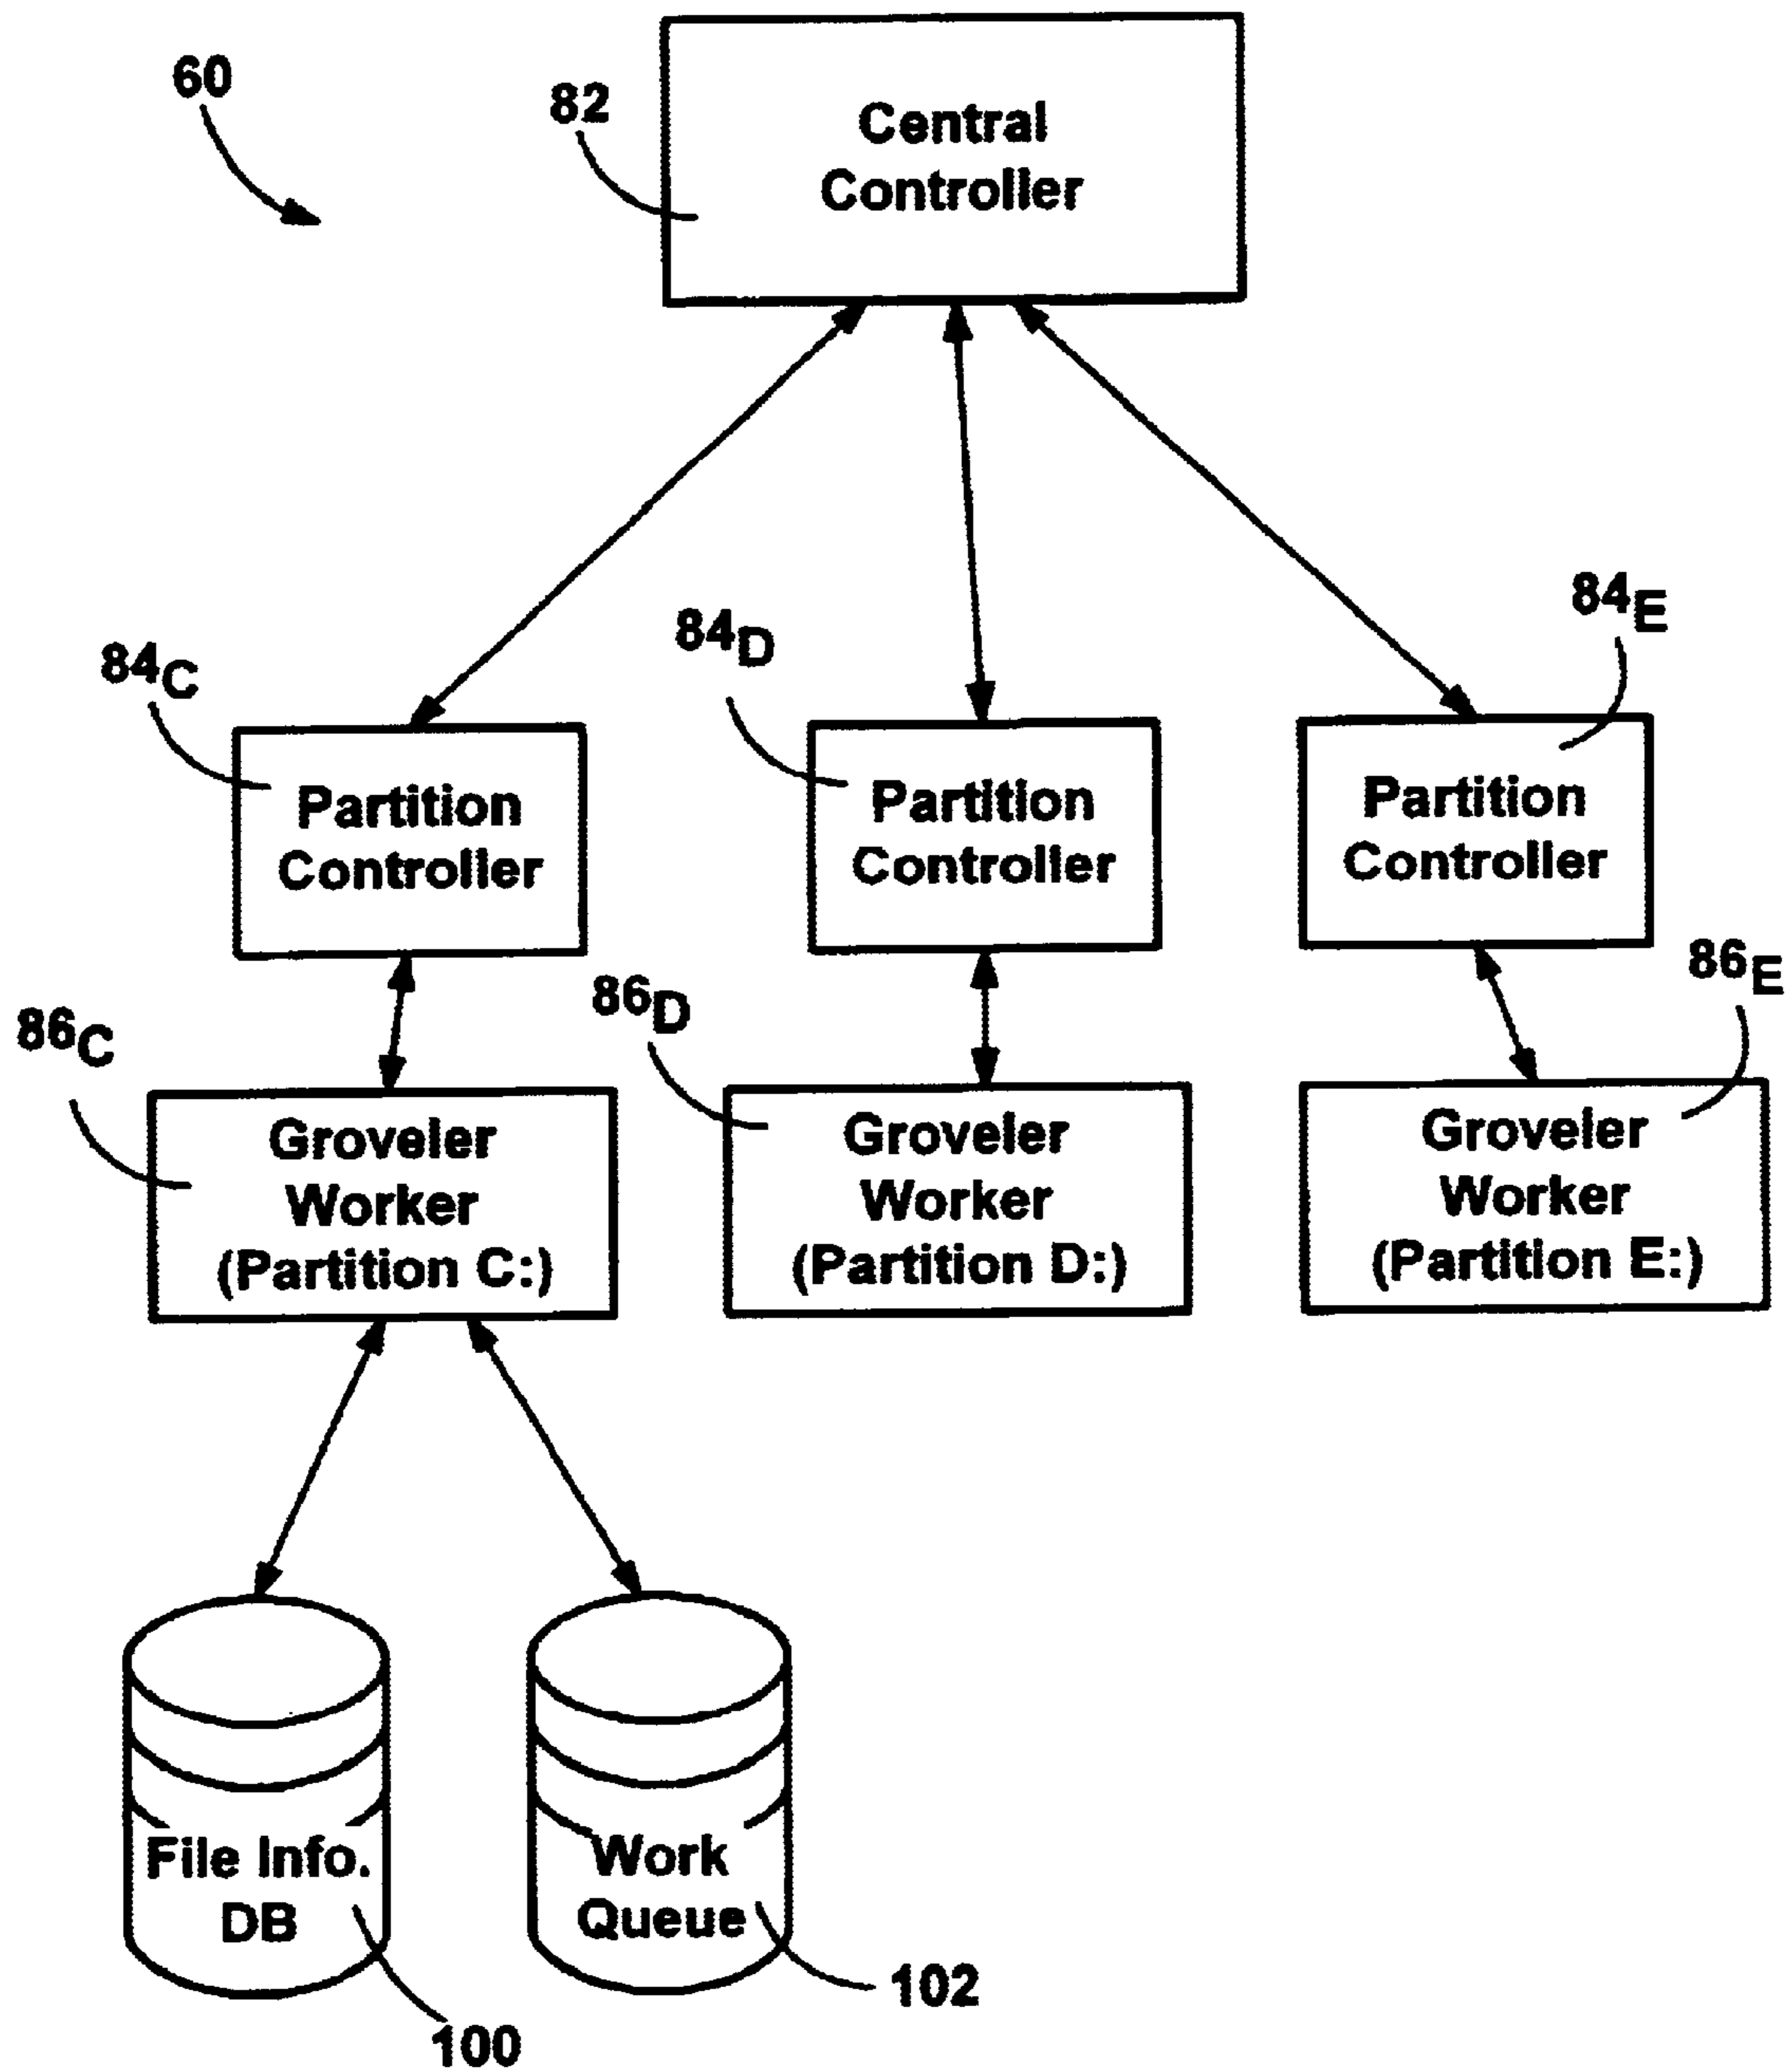 60
82
Central
Controller
84C
84D
84E
Partition
Controller
Partition
Controller
Partition
Controller
86C
86D
86E
Groveler
Worker
(Partition C:)
Groveler
Worker
(Partition D:)
Groveler
Worker
(Partition E:)
File Info.
DB
Work
Queue
100
102